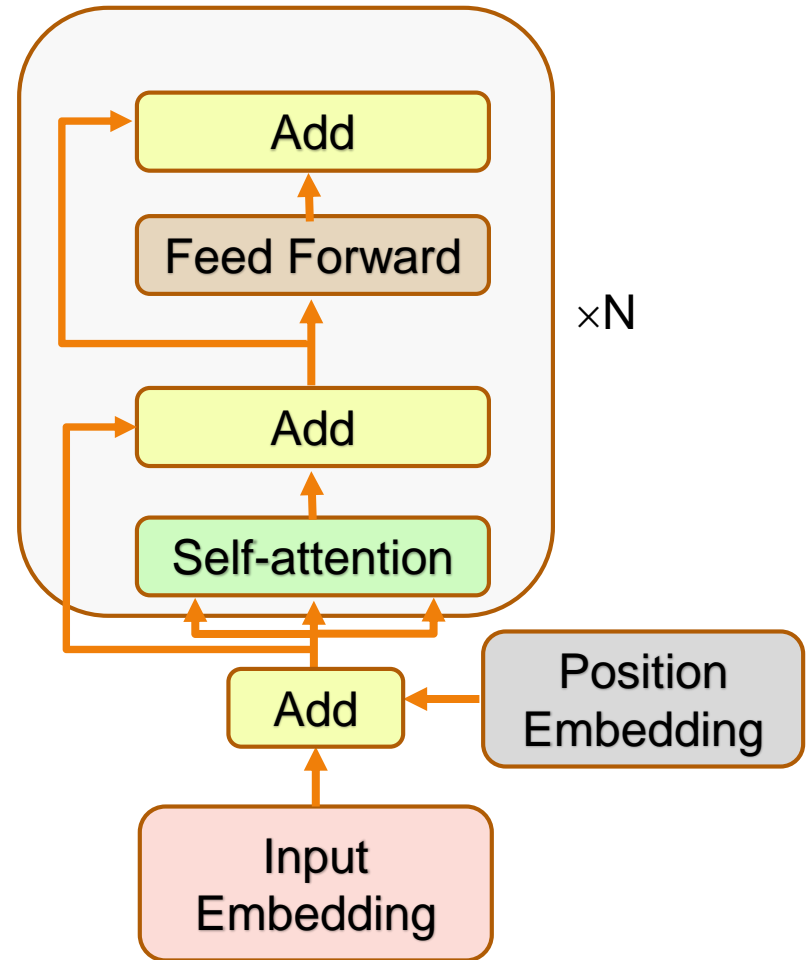 Add
Feed Forward
×N
Add
Self-attention
Add
Position
Embedding
Input
Embedding